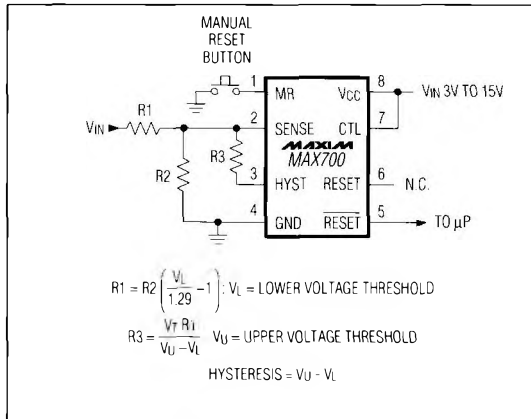 MANUAL
RESET
BUTTON
1 MR VCC 8 VIN 3V TO 15V
R1
VIN 2 SENSE CTL 7
MAXIM
MAX700
R3
R2 3 HYST RESET 6 N.C.
4 GND RESET 5 TO µP
R1 = R2 (VL/1.29 -1) ; VL = LOWER VOLTAGE THRESHOLD
R3 = VT R1/VU – VL VU = UPPER VOLTAGE THRESHOLD
HYSTERESIS = VU - VL